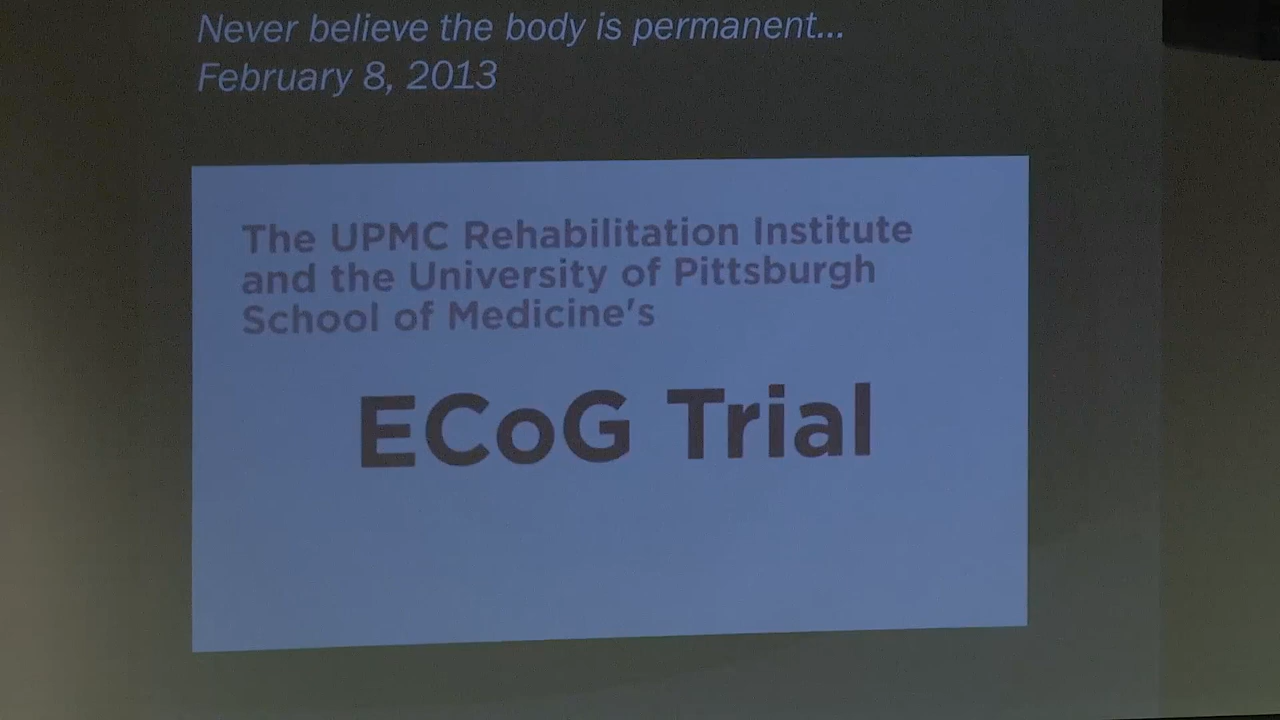 Never believe the body is permanent...
February 8, 2013
The UPMC Rehabilitation Institute
and the University of Pittsburgh
School of Medicine's
ECoG Trial